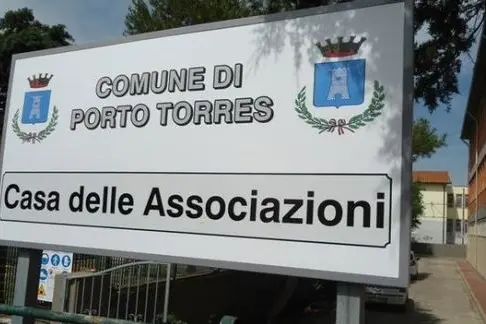 COMUNE DI
PORTO TORRES
Casa delle Associazioni